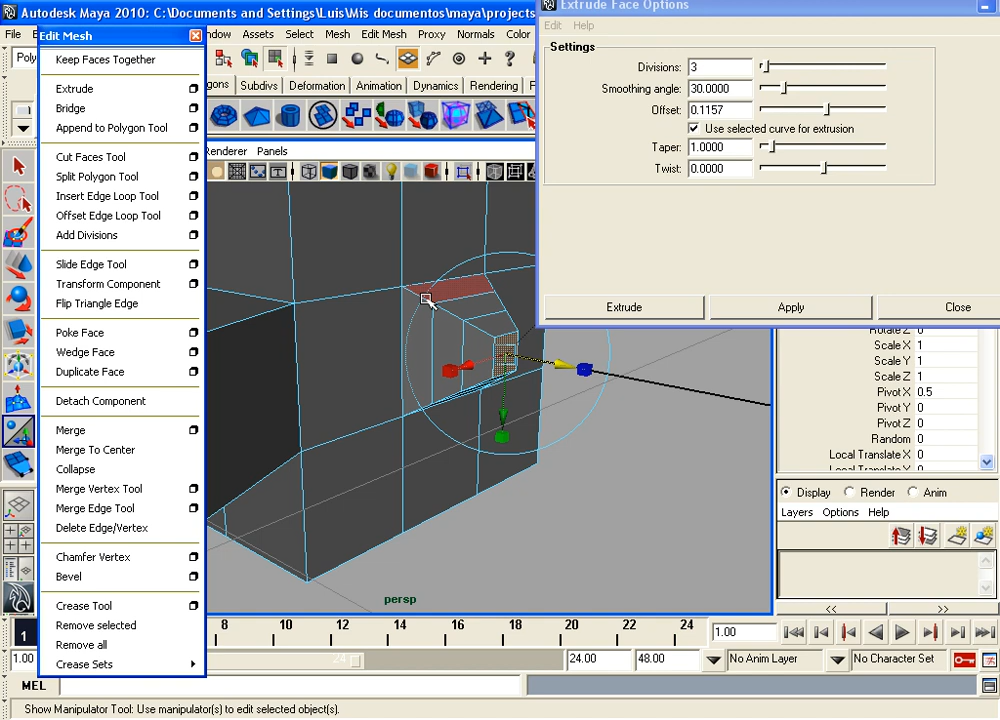 Autodesk Maya 2010: C:\Documents and Settings\Luis\Mis documentos\maya\projects
Extrude Face Options
File
Edit Mesh
Assets
Select
Mesh
Edit Mesh
Proxy
Normals
Color
Edit
Help
Settings
Divisions: 3
Smoothing angle: 30.0000
Offset: 0.1157
Use selected curve for extrusion
Taper: 1.0000
Twist: 0.0000
Extrude
Apply
Close
Subdivs
Deformation
Animation
Dynamics
Rendering
Panels
Keep Faces Together
Extrude
Bridge
Append to Polygon Tool
Cut Faces Tool
Split Polygon Tool
Insert Edge Loop Tool
Offset Edge Loop Tool
Add Divisions
Slide Edge Tool
Transform Component
Flip Triangle Edge
Poke Face
Wedge Face
Duplicate Face
Detach Component
Merge
Merge To Center
Collapse
Merge Vertex Tool
Merge Edge Tool
Delete Edge/Vertex
Chamfer Vertex
Bevel
Crease Tool
Remove selected
Remove all
Crease Sets
persp
Rotate Z 0
Scale X 1
Scale Y 1
Scale Z 1
Pivot X 0.5
Pivot Y 0
Pivot Z 0
Random 0
Local Translate X 0
Display
Render
Anim
Layers
Options
Help
<<
>>
1
8
10
12
14
16
18
20
22
24
1.00
1.00
24
24.00
48.00
No Anim Layer
No Character Set
MEL
Show Manipulator Tool: Use manipulator(s) to edit selected object(s).